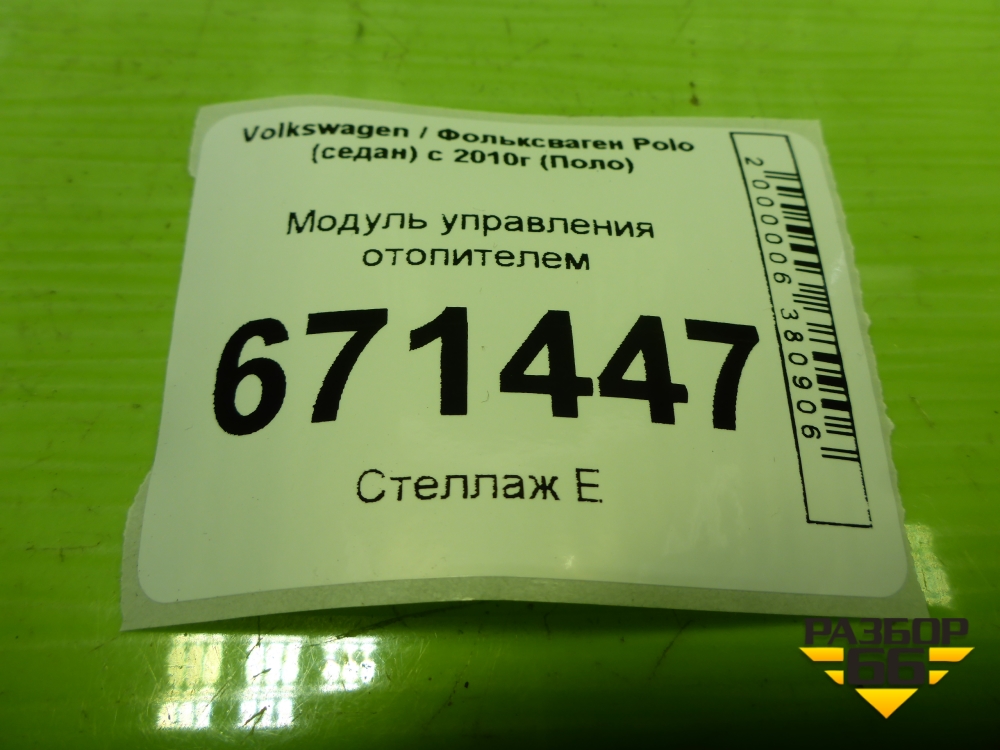 Volkswagen / Фольксваген Polo
(седан) с 2010г (Поло)
Модуль управления
отопителем
671447
Стеллаж Е
2000006380906
РАЗБОР
66